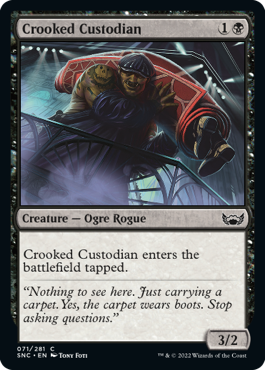 Crooked Custodian 1
Creature — Ogre Rogue
Crooked Custodian enters the
battlefield tapped.
“Nothing to see here. Just carrying a
carpet. Yes, the carpet wears boots. Stop
asking questions.”
3/2
071/281 C
SNC • EN Tony Foti
™ & © 2022 Wizards of the Coast